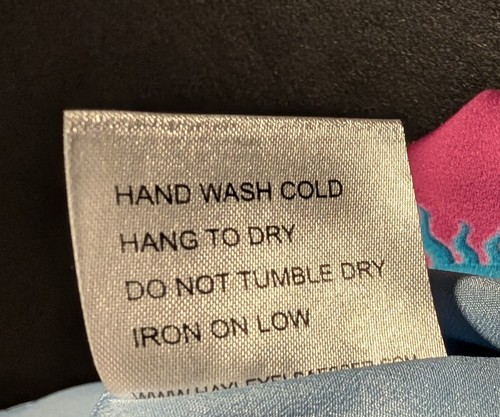 HAND WASH COLD
HANG TO DRY
DO NOT TUMBLE DRY
IRON ON LOW